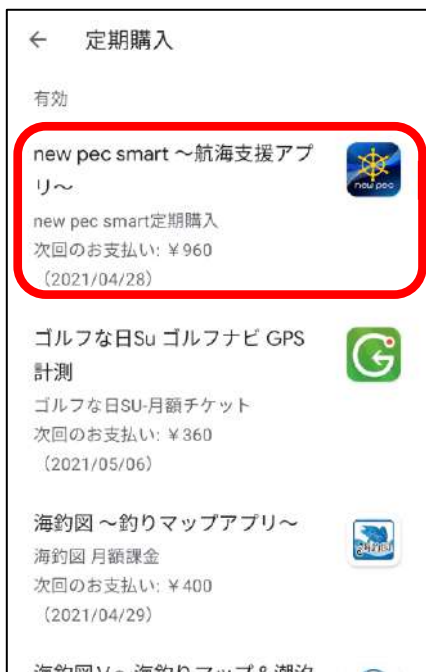 ← 定期購入
有効
new pec smart ～航海支援アプ
リ～
new pec
new pec smart定期購入
次回のお支払い: ￥960
（2021/04/28）
ゴルフな日Su ゴルフナビ GPS
計測
ゴルフな日SU-月額チケット
次回のお支払い: ￥360
（2021/05/06）
海釣図 ～釣りマップアプリ～
海釣図 月額課金
次回のお支払い: ￥400
（2021/04/29）